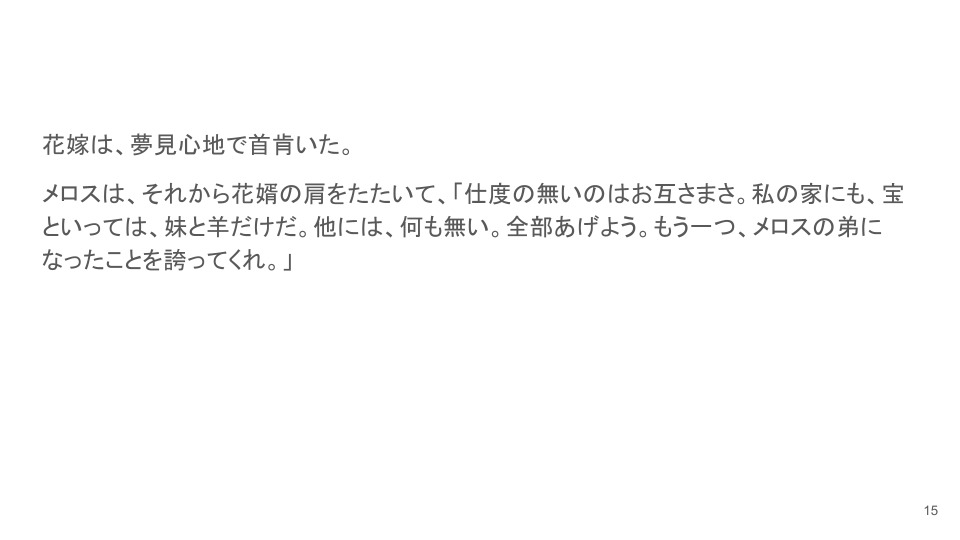 花嫁は、夢見心地で首肯いた。
メロスは、それから花婿の肩をたたいて、「仕度の無いのはお互さまさ。私の家にも、宝
といっては、妹と羊だけだ。他には、何も無い。全部あげよう。もう一つ、メロスの弟に
なったことを誇ってくれ。」
15